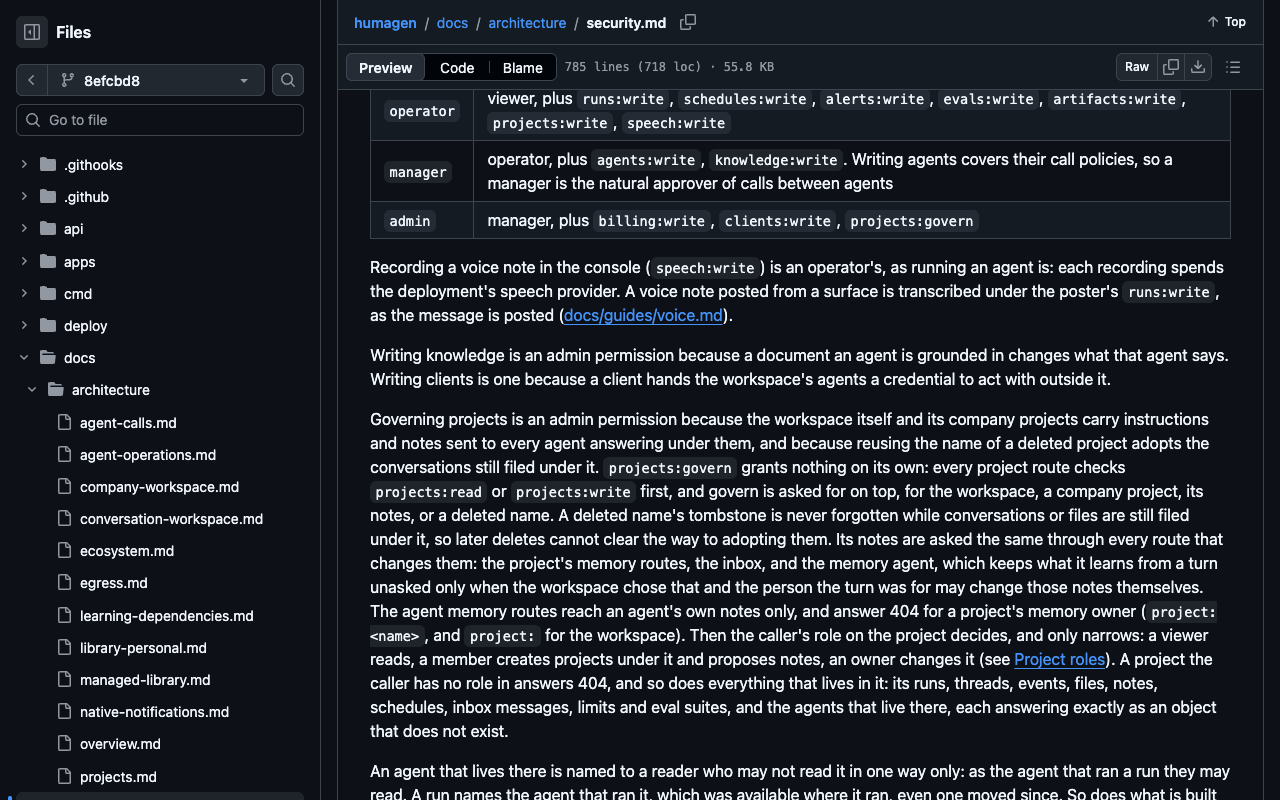 Files
8efcbd8
Go to file
.githooks
.github
api
apps
cmd
deploy
docs
architecture
agent-calls.md
agent-operations.md
company-workspace.md
conversation-workspace.md
ecosystem.md
egress.md
learning-dependencies.md
library-personal.md
managed-library.md
native-notifications.md
overview.md
projects.md
humagen / docs / architecture / security.md
Top
Preview Code Blame 785 lines (718 loc) · 55.8 KB
Raw
operator viewer, plus runs:write, schedules:write, alerts:write, evals:write, artifacts:write,
projects:write, speech:write
manager operator, plus agents:write, knowledge:write. Writing agents covers their call policies, so a
manager is the natural approver of calls between agents
admin manager, plus billing:write, clients:write, projects:govern
Recording a voice note in the console (speech:write) is an operator's, as running an agent is: each recording spends
the deployment's speech provider. A voice note posted from a surface is transcribed under the poster's runs:write,
as the message is posted (docs/guides/voice.md).
Writing knowledge is an admin permission because a document an agent is grounded in changes what that agent says.
Writing clients is one because a client hands the workspace's agents a credential to act with outside it.
Governing projects is an admin permission because the workspace itself and its company projects carry instructions
and notes sent to every agent answering under them, and because reusing the name of a deleted project adopts the
conversations still filed under it. projects:govern grants nothing on its own: every project route checks
projects:read or projects:write first, and govern is asked for on top, for the workspace, a company project, its
notes, or a deleted name. A deleted name's tombstone is never forgotten while conversations or files are still filed
under it, so later deletes cannot clear the way to adopting them. Its notes are asked the same through every route that
changes them: the project's memory routes, the inbox, and the memory agent, which keeps what it learns from a turn
unasked only when the workspace chose that and the person the turn was for may change those notes themselves.
The agent memory routes reach an agent's own notes only, and answer 404 for a project's memory owner (project:
<name>, and project: for the workspace). Then the caller's role on the project decides, and only narrows: a viewer
reads, a member creates projects under it and proposes notes, an owner changes it (see Project roles). A project the
caller has no role in answers 404, and so does everything that lives in it: its runs, threads, events, files, notes,
schedules, inbox messages, limits and eval suites, and the agents that live there, each answering exactly as an object
that does not exist.
An agent that lives there is named to a reader who may not read it in one way only: as the agent that ran a run they may
read. A run names the agent that ran it, which was available where it ran, even one moved since. So does what is built